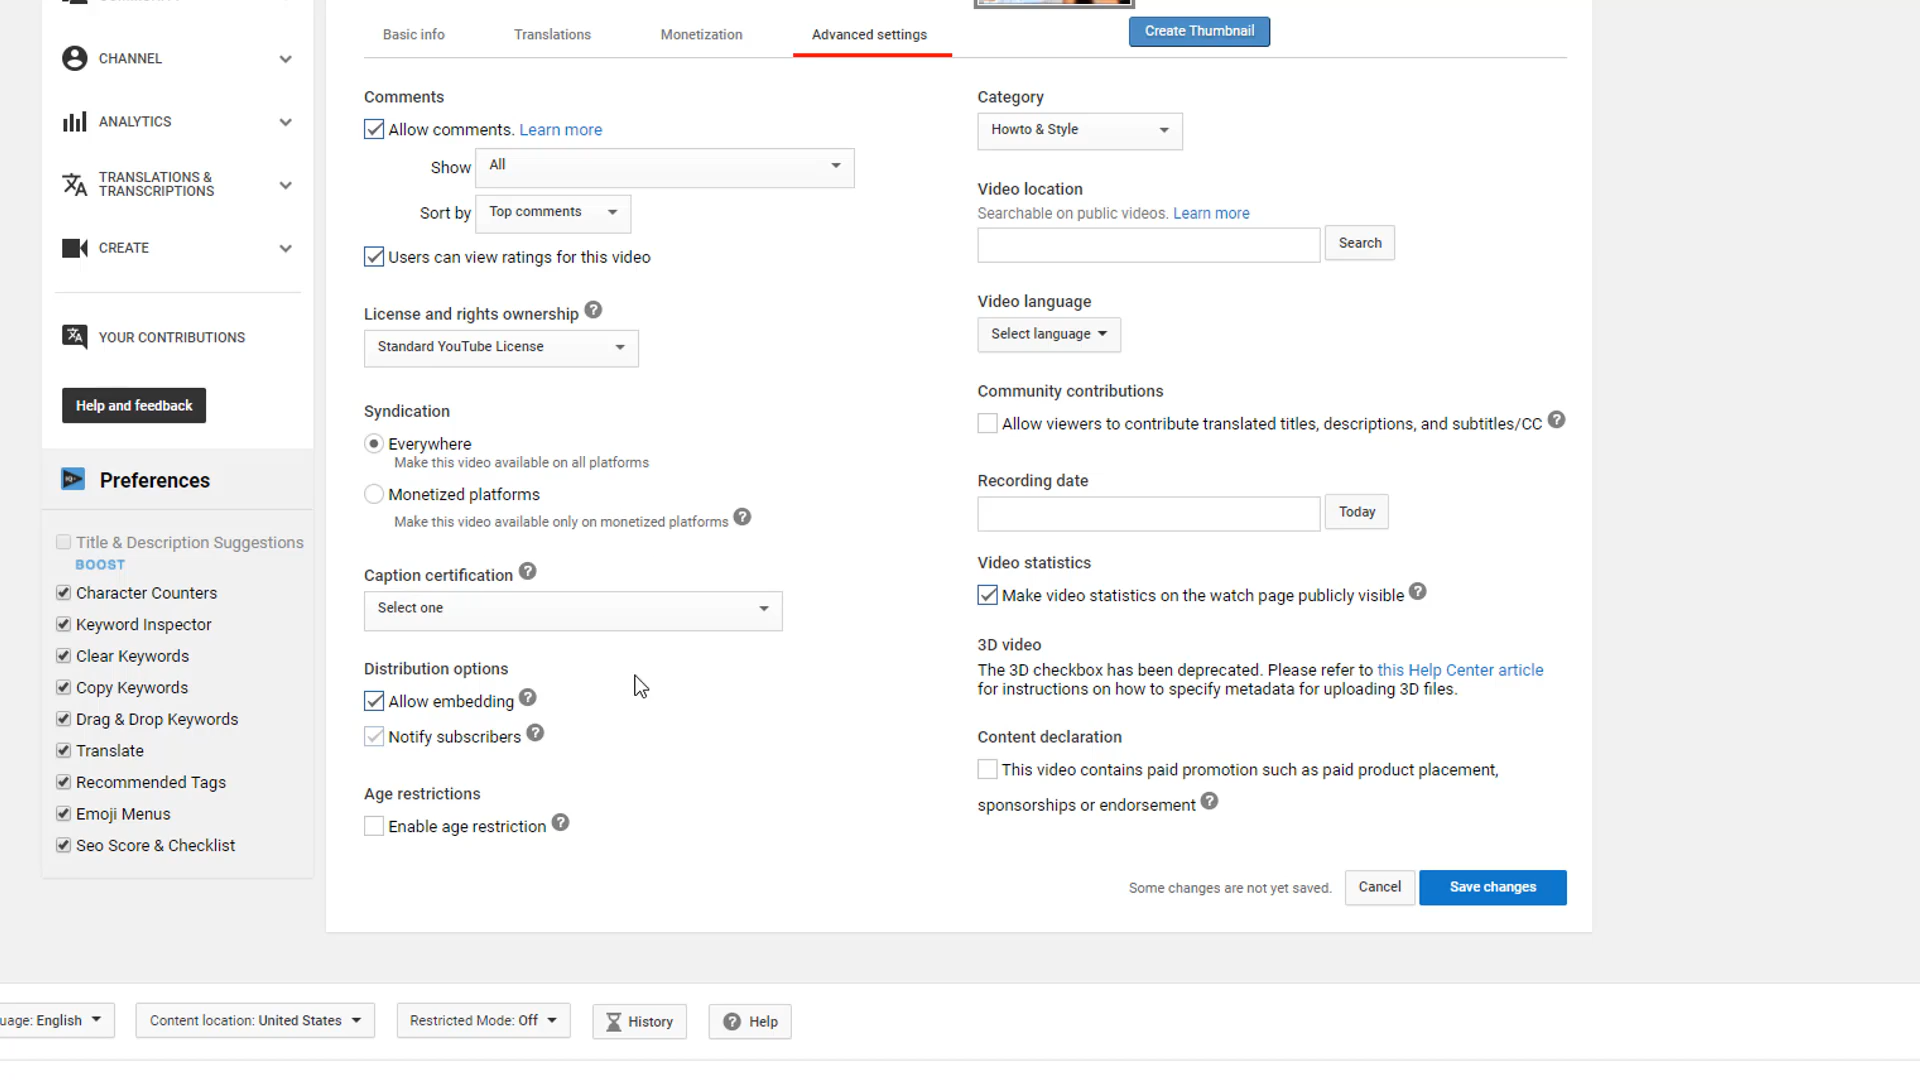 CHANNEL
ANALYTICS
TRANSLATIONS &
TRANSCRIPTIONS
CREATE
YOUR CONTRIBUTIONS
Help and feedback
Preferences
Title & Description Suggestions
BOOST
Character Counters
Keyword Inspector
Clear Keywords
Copy Keywords
Drag & Drop Keywords
Translate
Recommended Tags
Emoji Menus
Seo Score & Checklist
Basic info
Translations
Monetization
Advanced settings
Create Thumbnail
Comments
Allow comments. Learn more
Show All
Sort by Top comments
Users can view ratings for this video
License and rights ownership ?
Standard YouTube License
Syndication
Everywhere
Make this video available on all platforms
Monetized platforms
Make this video available only on monetized platforms ?
Caption certification ?
Select one
Distribution options
Allow embedding ?
Notify subscribers ?
Age restrictions
Enable age restriction ?
Category
Howto & Style
Video location
Searchable on public videos. Learn more
Search
Video language
Select language
Community contributions
Allow viewers to contribute translated titles, descriptions, and subtitles/CC ?
Recording date
Today
Video statistics
Make video statistics on the watch page publicly visible ?
3D video
The 3D checkbox has been deprecated. Please refer to this Help Center article
for instructions on how to specify metadata for uploading 3D files.
Content declaration
This video contains paid promotion such as paid product placement,
sponsorships or endorsement ?
Some changes are not yet saved.
Cancel
Save changes
uage: English
Content location: United States
Restricted Mode: Off
History
? Help